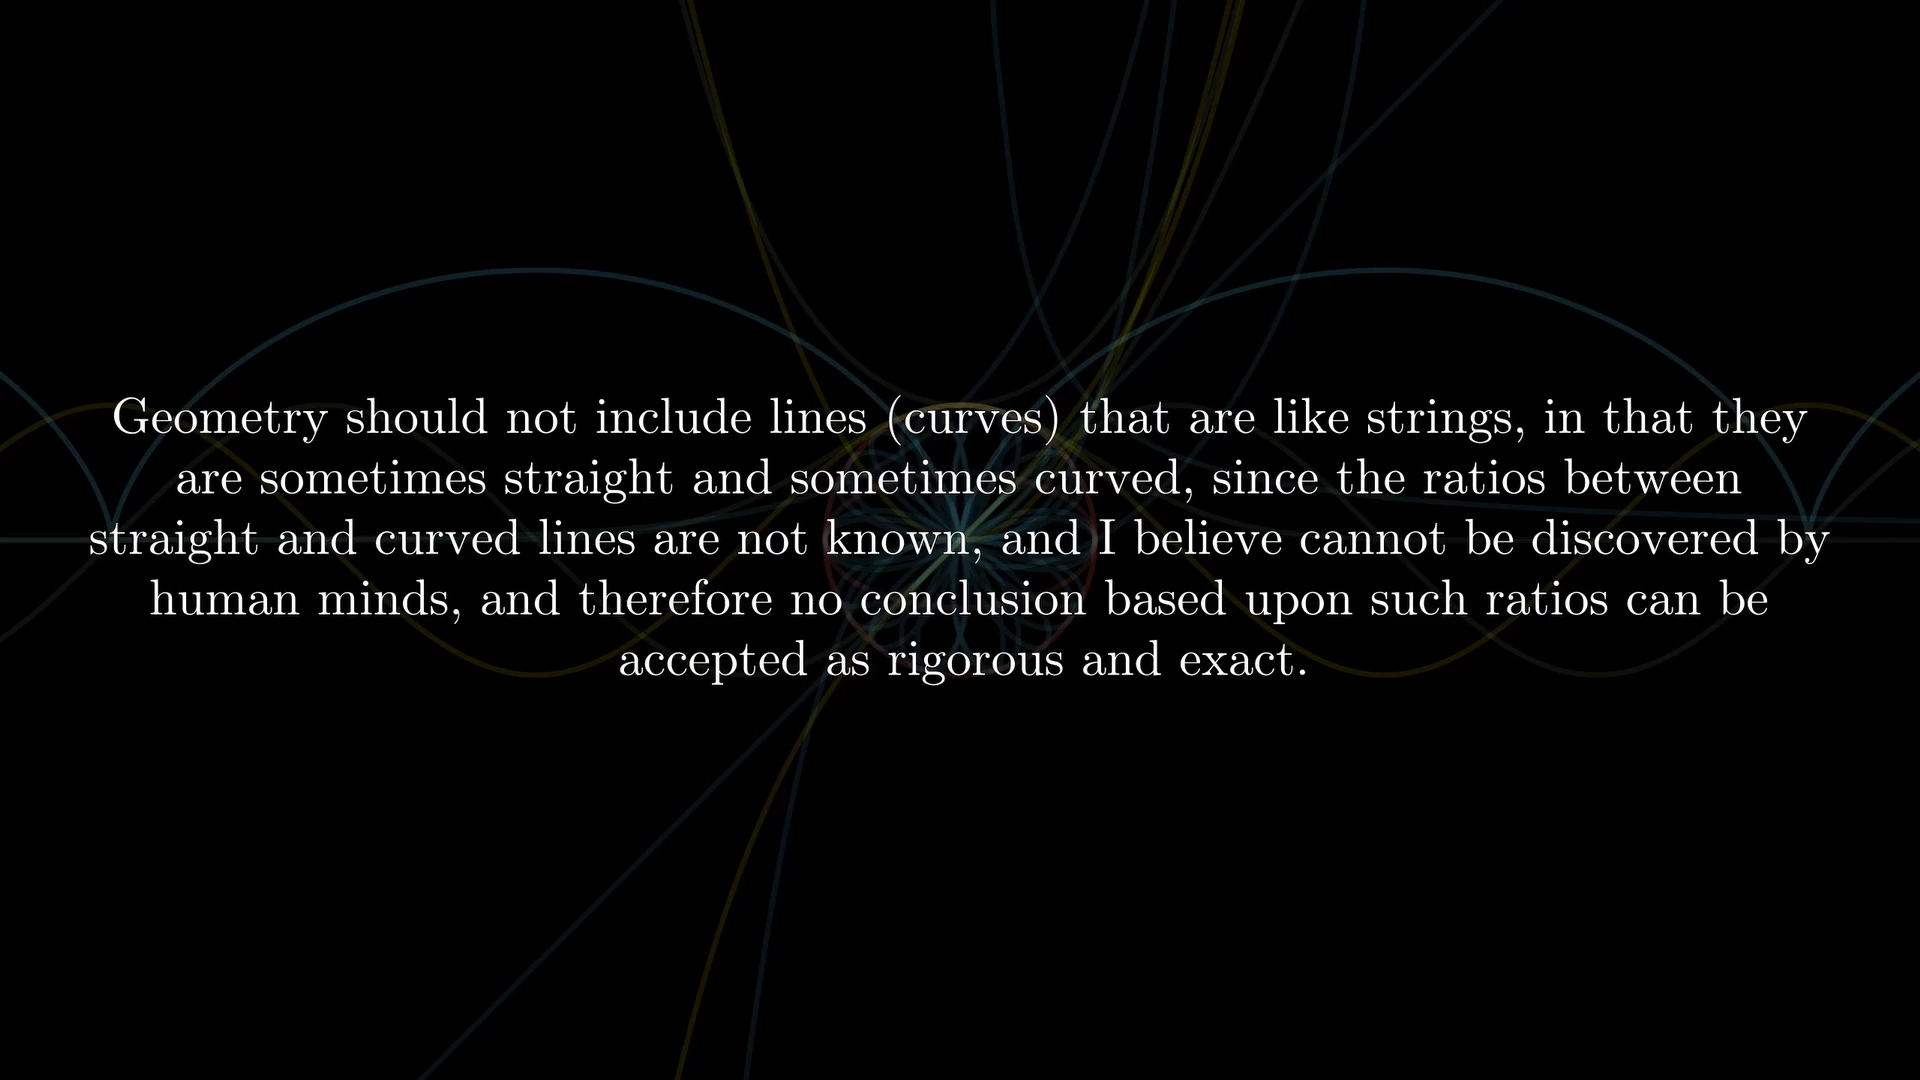 Geometry should not include lines (curves) that are like strings, in that they
are sometimes straight and sometimes curved, since the ratios between
straight and curved lines are not known, and I believe cannot be discovered by
human minds, and therefore no conclusion based upon such ratios can be
accepted as rigorous and exact.